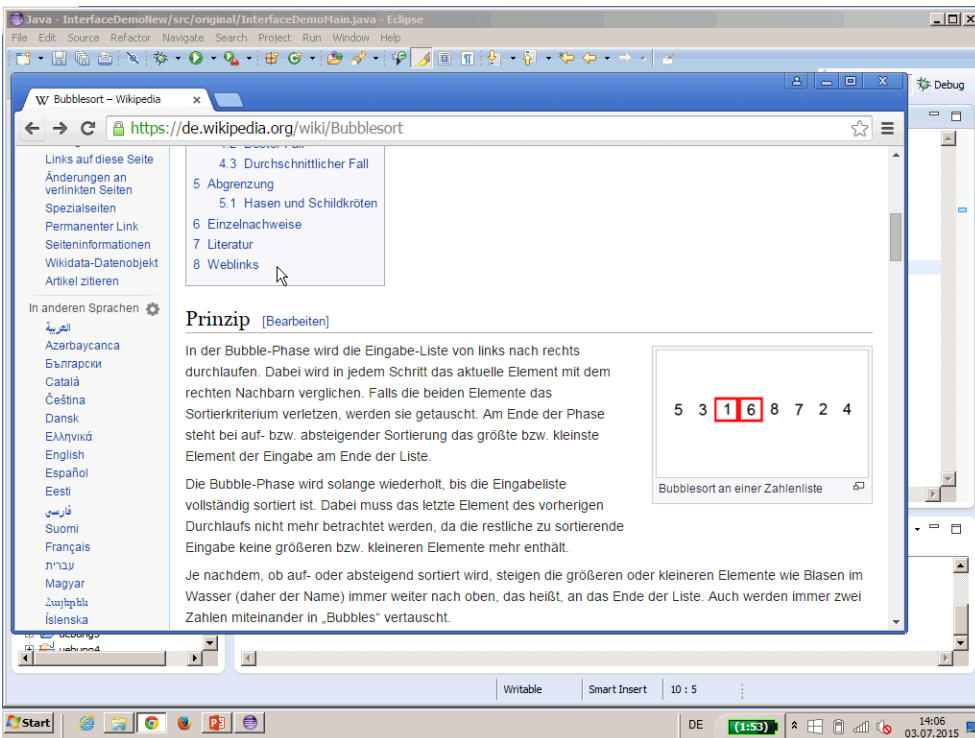 Java - InterfaceDemoNew/src/original/InterfaceDemoMain.java - Eclipse
File Edit Source Refactor Navigate Search Project Run Window Help
Debug
W Bubblesort – Wikipedia
https://de.wikipedia.org/wiki/Bubblesort
Links auf diese Seite
Änderungen an
verlinkten Seiten
Spezialseiten
Permanenter Link
Seiteninformationen
Wikidata-Datenobjekt
Artikel zitieren
In anderen Sprachen
العربية
Azərbaycanca
Български
Català
Čeština
Dansk
Ελληνικά
English
Español
Eesti
فارسی
Suomi
Français
עברית
Magyar
Հայերեն
Íslenska
4.2 Bester Fall
4.3 Durchschnittlicher Fall
5 Abgrenzung
5.1 Hasen und Schildkröten
6 Einzelnachweise
7 Literatur
8 Weblinks
Prinzip [Bearbeiten]
In der Bubble-Phase wird die Eingabe-Liste von links nach rechts
durchlaufen. Dabei wird in jedem Schritt das aktuelle Element mit dem
rechten Nachbarn verglichen. Falls die beiden Elemente das
Sortierkriterium verletzen, werden sie getauscht. Am Ende der Phase
steht bei auf- bzw. absteigender Sortierung das größte bzw. kleinste
Element der Eingabe am Ende der Liste.
Die Bubble-Phase wird solange wiederholt, bis die Eingabeliste
vollständig sortiert ist. Dabei muss das letzte Element des vorherigen
Durchlaufs nicht mehr betrachtet werden, da die restliche zu sortierende
Eingabe keine größeren bzw. kleineren Elemente mehr enthält.
Je nachdem, ob auf- oder absteigend sortiert wird, steigen die größeren oder kleineren Elemente wie Blasen im
Wasser (daher der Name) immer weiter nach oben, das heißt, an das Ende der Liste. Auch werden immer zwei
Zahlen miteinander in „Bubbles“ vertauscht.
5 3 1 6 8 7 2 4
Bubblesort an einer Zahlenliste
uebung4
Writable Smart Insert 10 : 5
Start
DE (1:53) 14:06
03.07.2015